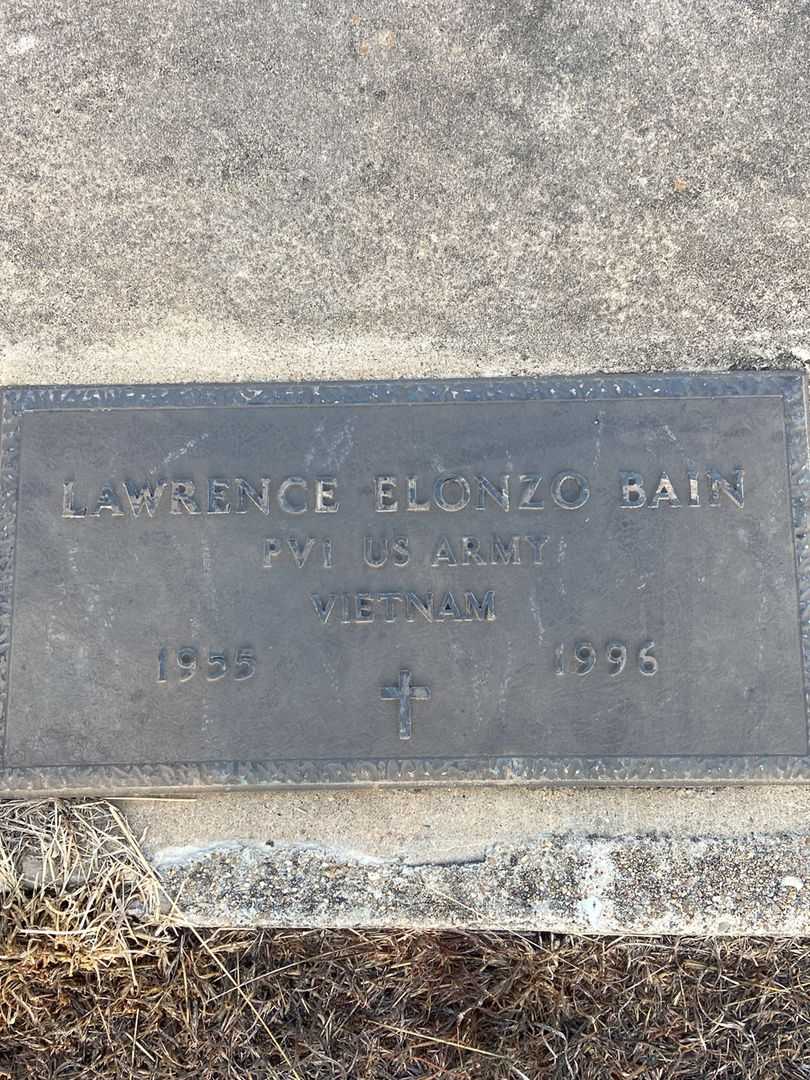 LAWRENCE ELONZO BAIN
PV1 US ARMY
VIETNAM
1955 1996